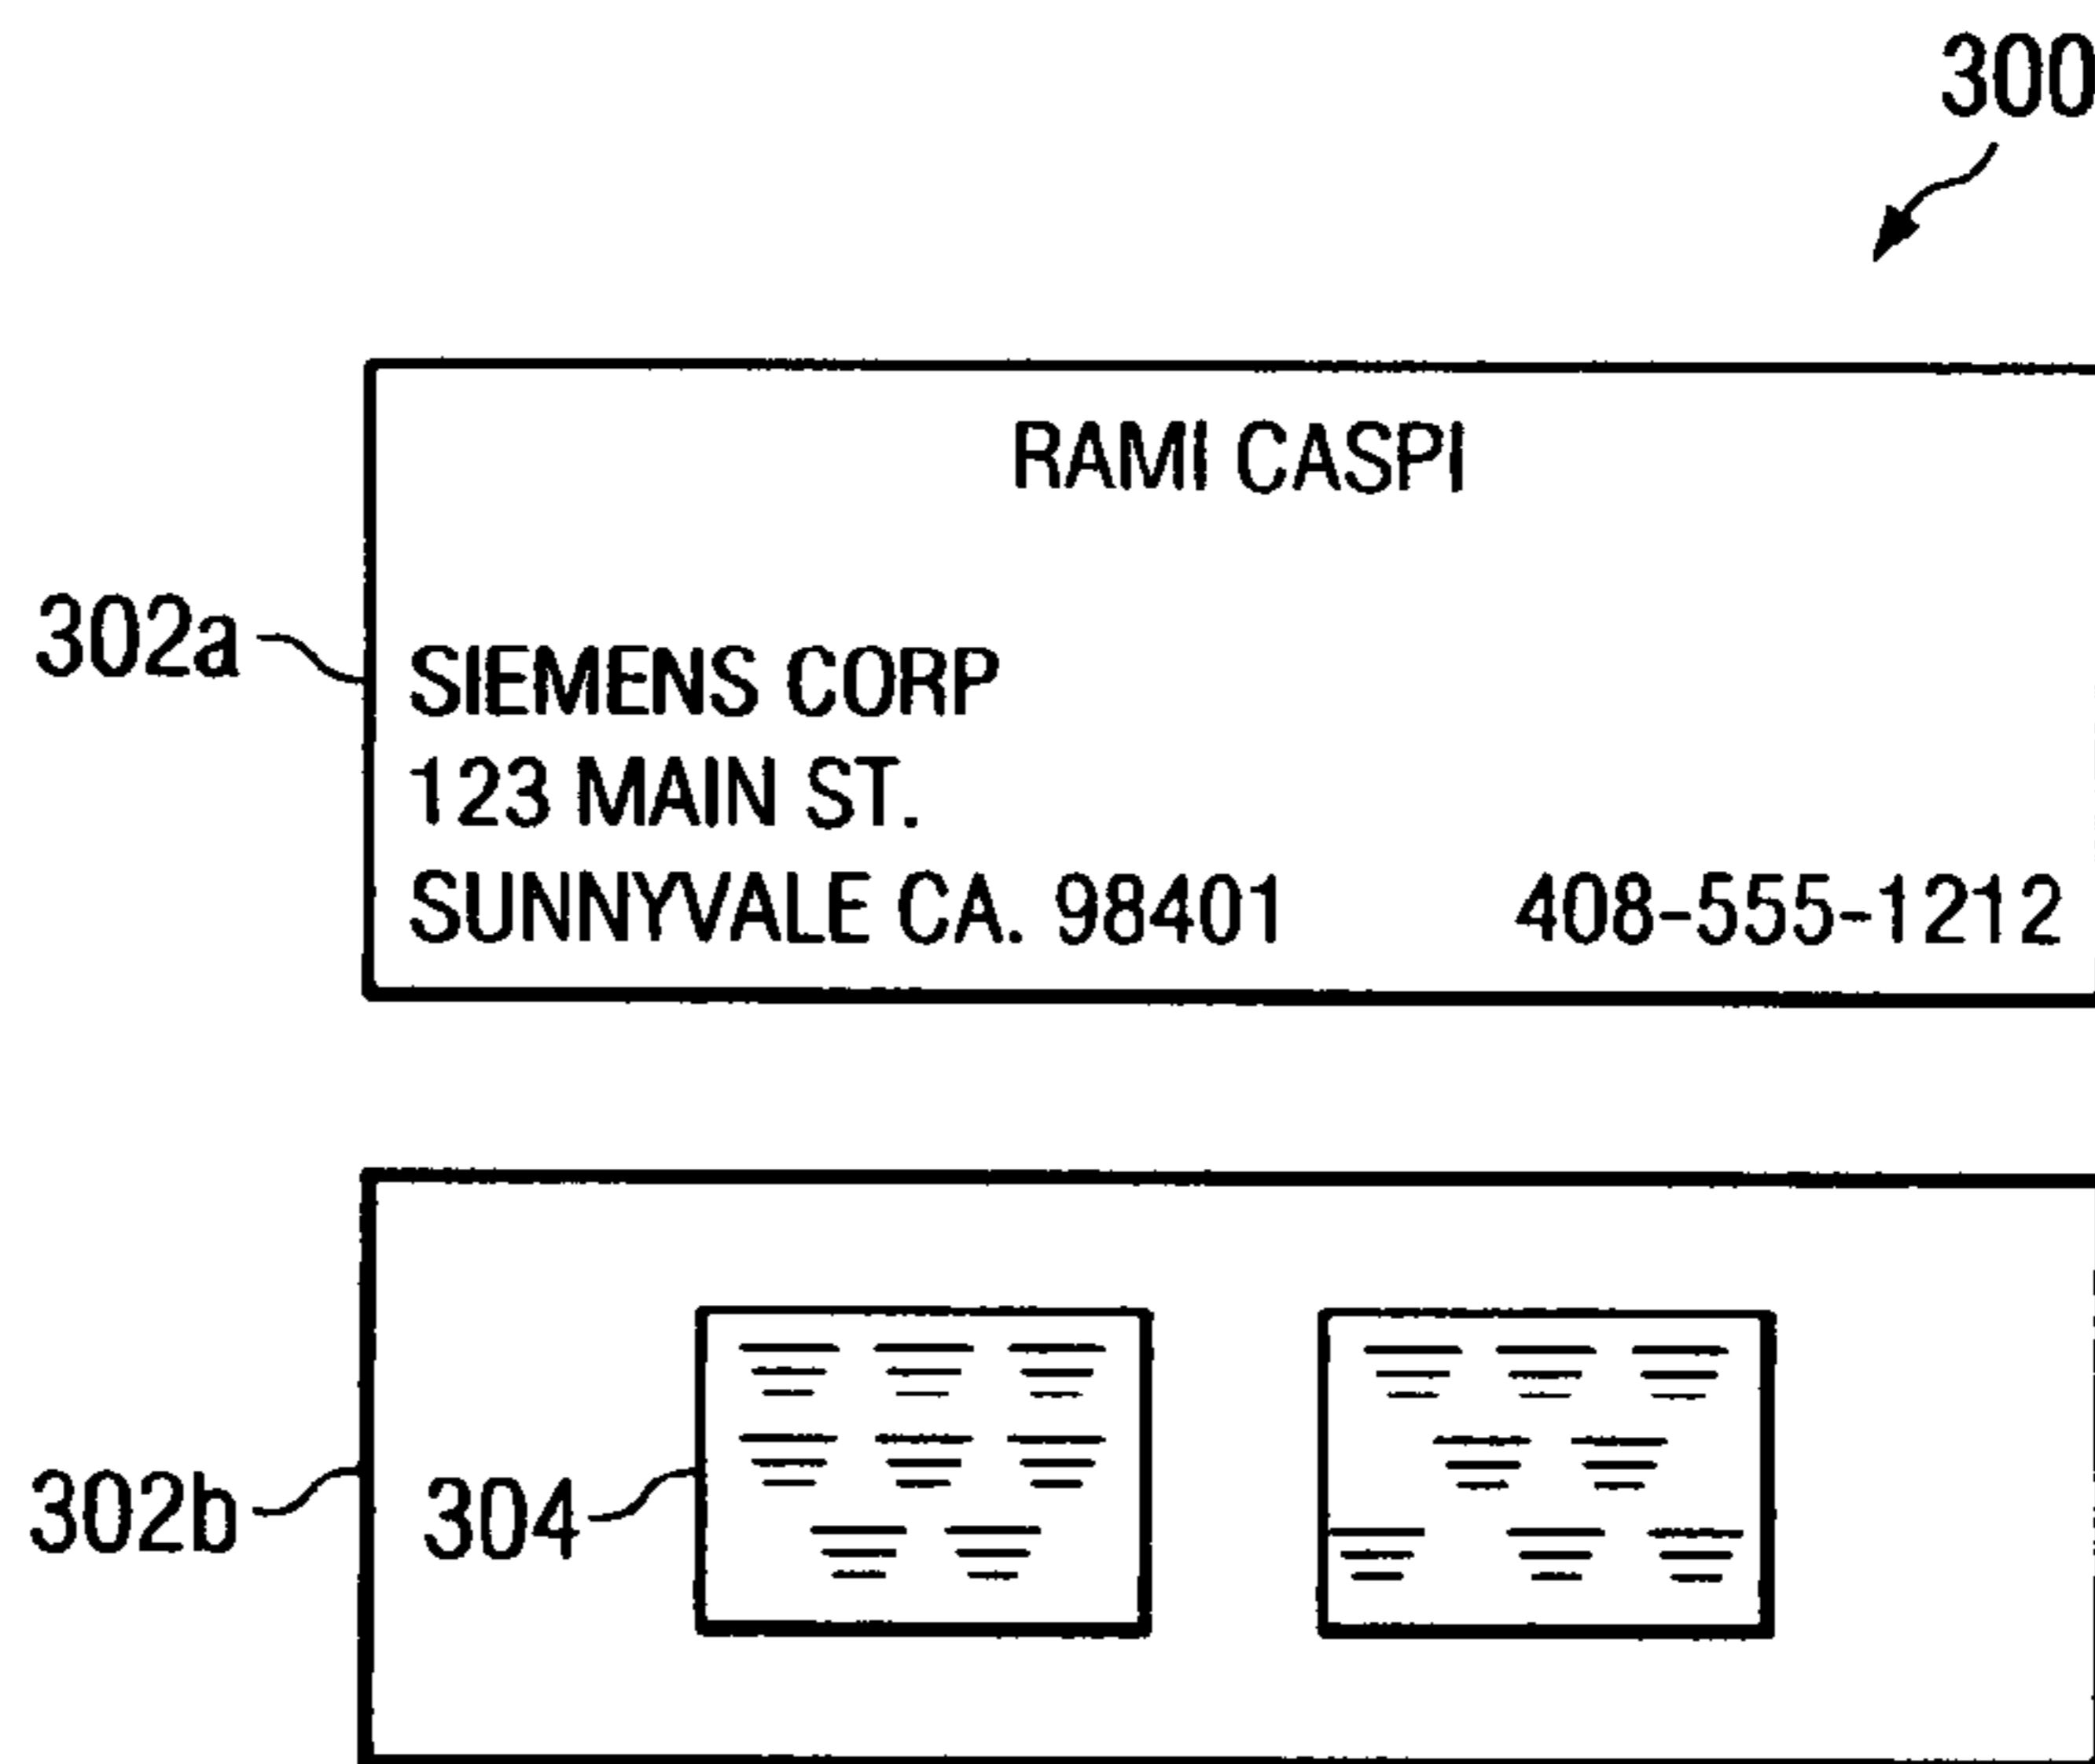 300
RAMI CASPI
302a
SIEMENS CORP
123 MAIN ST.
SUNNYVALE CA. 98401 408-555-1212
302b
304